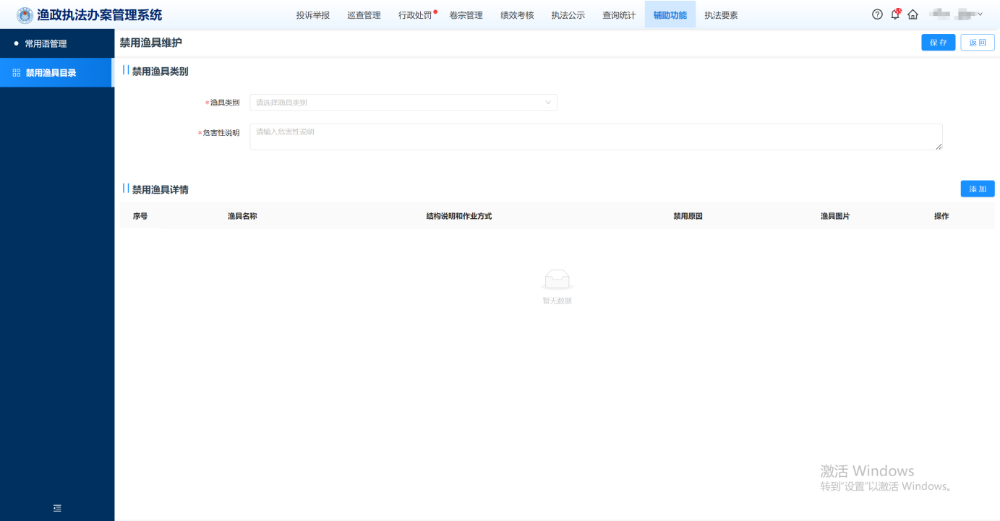 渔政执法办案管理系统
投诉举报 巡查管理 行政处罚 卷宗管理 绩效考核 执法公示 查询统计 辅助功能 执法要素
常用语管理
禁用渔具目录
禁用渔具维护
保存 返回
禁用渔具类别
*渔具类别 请选择渔具类别
*危害性说明 请输入危害性说明
禁用渔具详情
添加
序号 渔具名称 结构说明和作业方式 禁用原因 渔具图片 操作
暂无数据
激活 Windows
转到"设置"以激活 Windows。